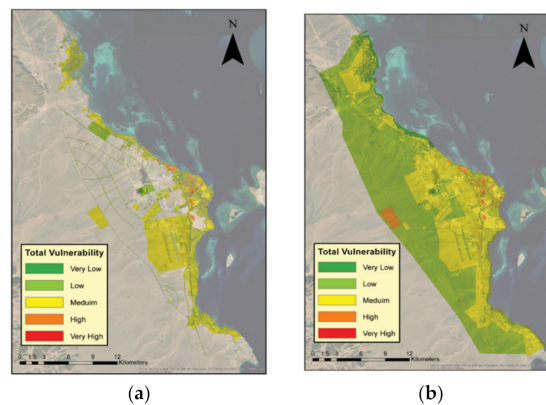 N
Total Vulnerability
Very Low
Low
Meduim
High
Very High
0 1.5 3 6 9 12
Kilometers
(a)
N
Total Vulnerability
Very Low
Low
Meduim
High
Very High
0 1.5 3 6 9 12
Kilometers
(b)